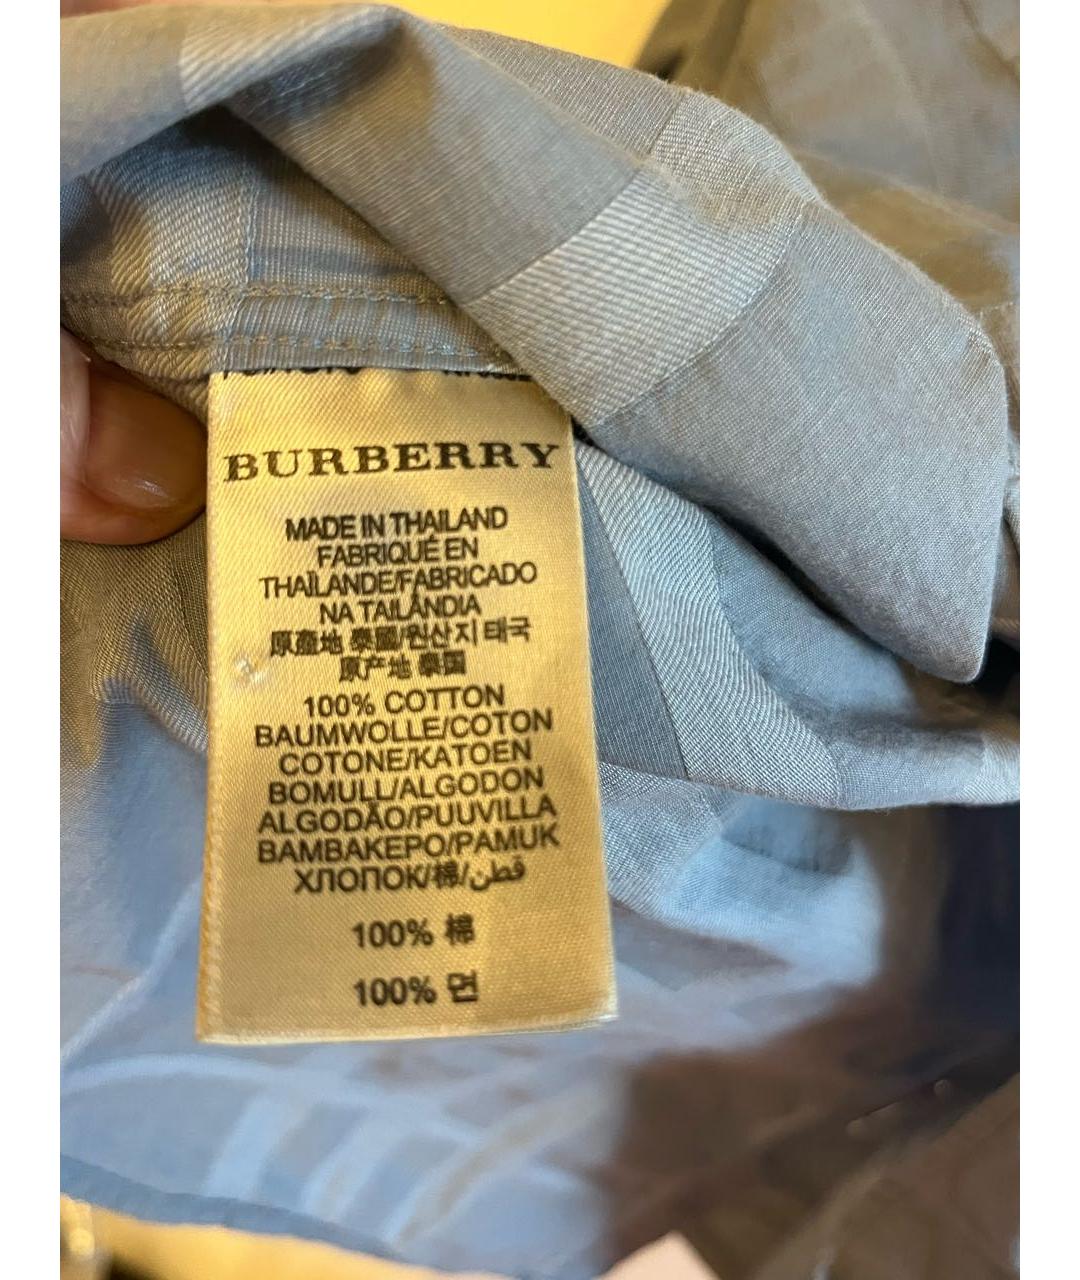 BURBERRY
MADE IN THAILAND
FABRIQUÉ EN
THAÏLANDE/FABRICADO
NA TAILÂNDIA
原產地 泰國/원산지 태국
原产地 泰国
100% COTTON
BAUMWOLLE/COTON
COTONE/KATOEN
BOMULL/ALGODON
ALGODÃO/PUUVILLA
BAMBAKEPO/PAMUK
ХЛОПОК/棉/قطن
100% 棉
100% 면